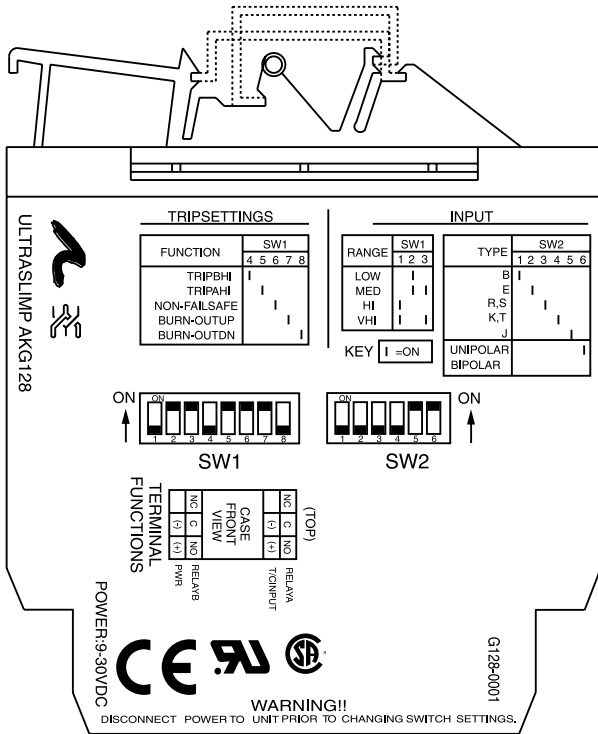 TRIPSETTINGS
FUNCTION SW1
4 5 6 7 8
TRIPBHI I
TRIPAHI I
NON-FAILSAFE I
BURN-OUTUP I
BURN-OUTDN I
INPUT
RANGE SW1
1 2 3
LOW I
MED I I
HI I
VHI I I
KEY I =ON
TYPE SW2
1 2 3 4 5 6
B I
E I
R,S I
K,T I
J I
UNIPOLAR I
BIPOLAR
ULTRASLIMP AKG128
ON
ON
1 2 3 4 5 6 7 8
SW1
ON
1 2 3 4 5 6
ON
SW2
TERMINAL
FUNCTIONS
(TOP)
NC
C
NO
(-)
(+)
CASE
FRONT
VIEW
NC
C
NO
(-)
(+)
RELAYA
T/CINPUT
RELAYB
PWR
POWER:9-30VDC
G128-0001
CE RU SA
WARNING!!
DISCONNECT POWER TO UNIT PRIOR TO CHANGING SWITCH SETTINGS.